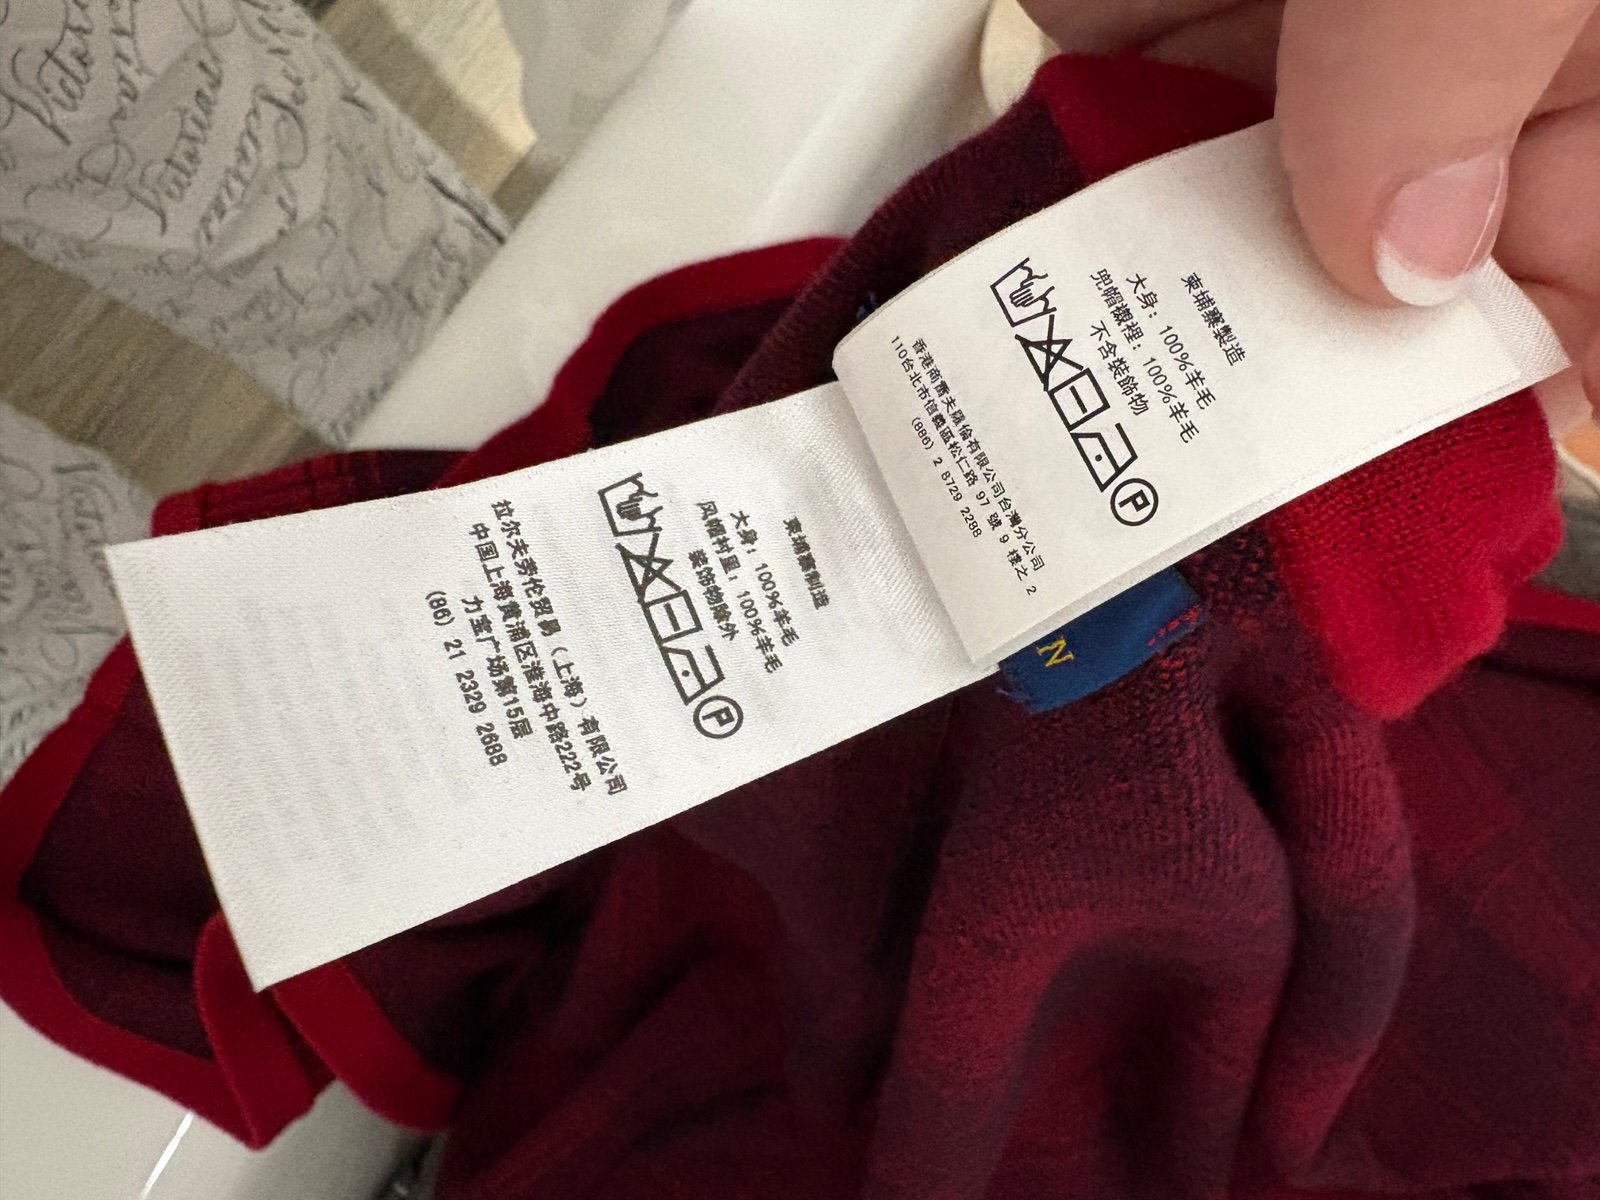 柬埔寨製造
大身：100%羊毛
兜帽襯裡：100%羊毛
不含裝飾物
P
香港商蕾夫羅倫有限公司台灣分公司
110台北市信義區松仁路 97 號 9 樓之 2
(886) 2 8729 2288
柬埔寨制造
大身：100%羊毛
风帽衬里：100%羊毛
装饰物除外
P
拉尔夫劳伦贸易（上海）有限公司
中国上海黄浦区淮海中路222号
力宝广场第15层
(86) 21 2329 2688
N
Victor
Victorian